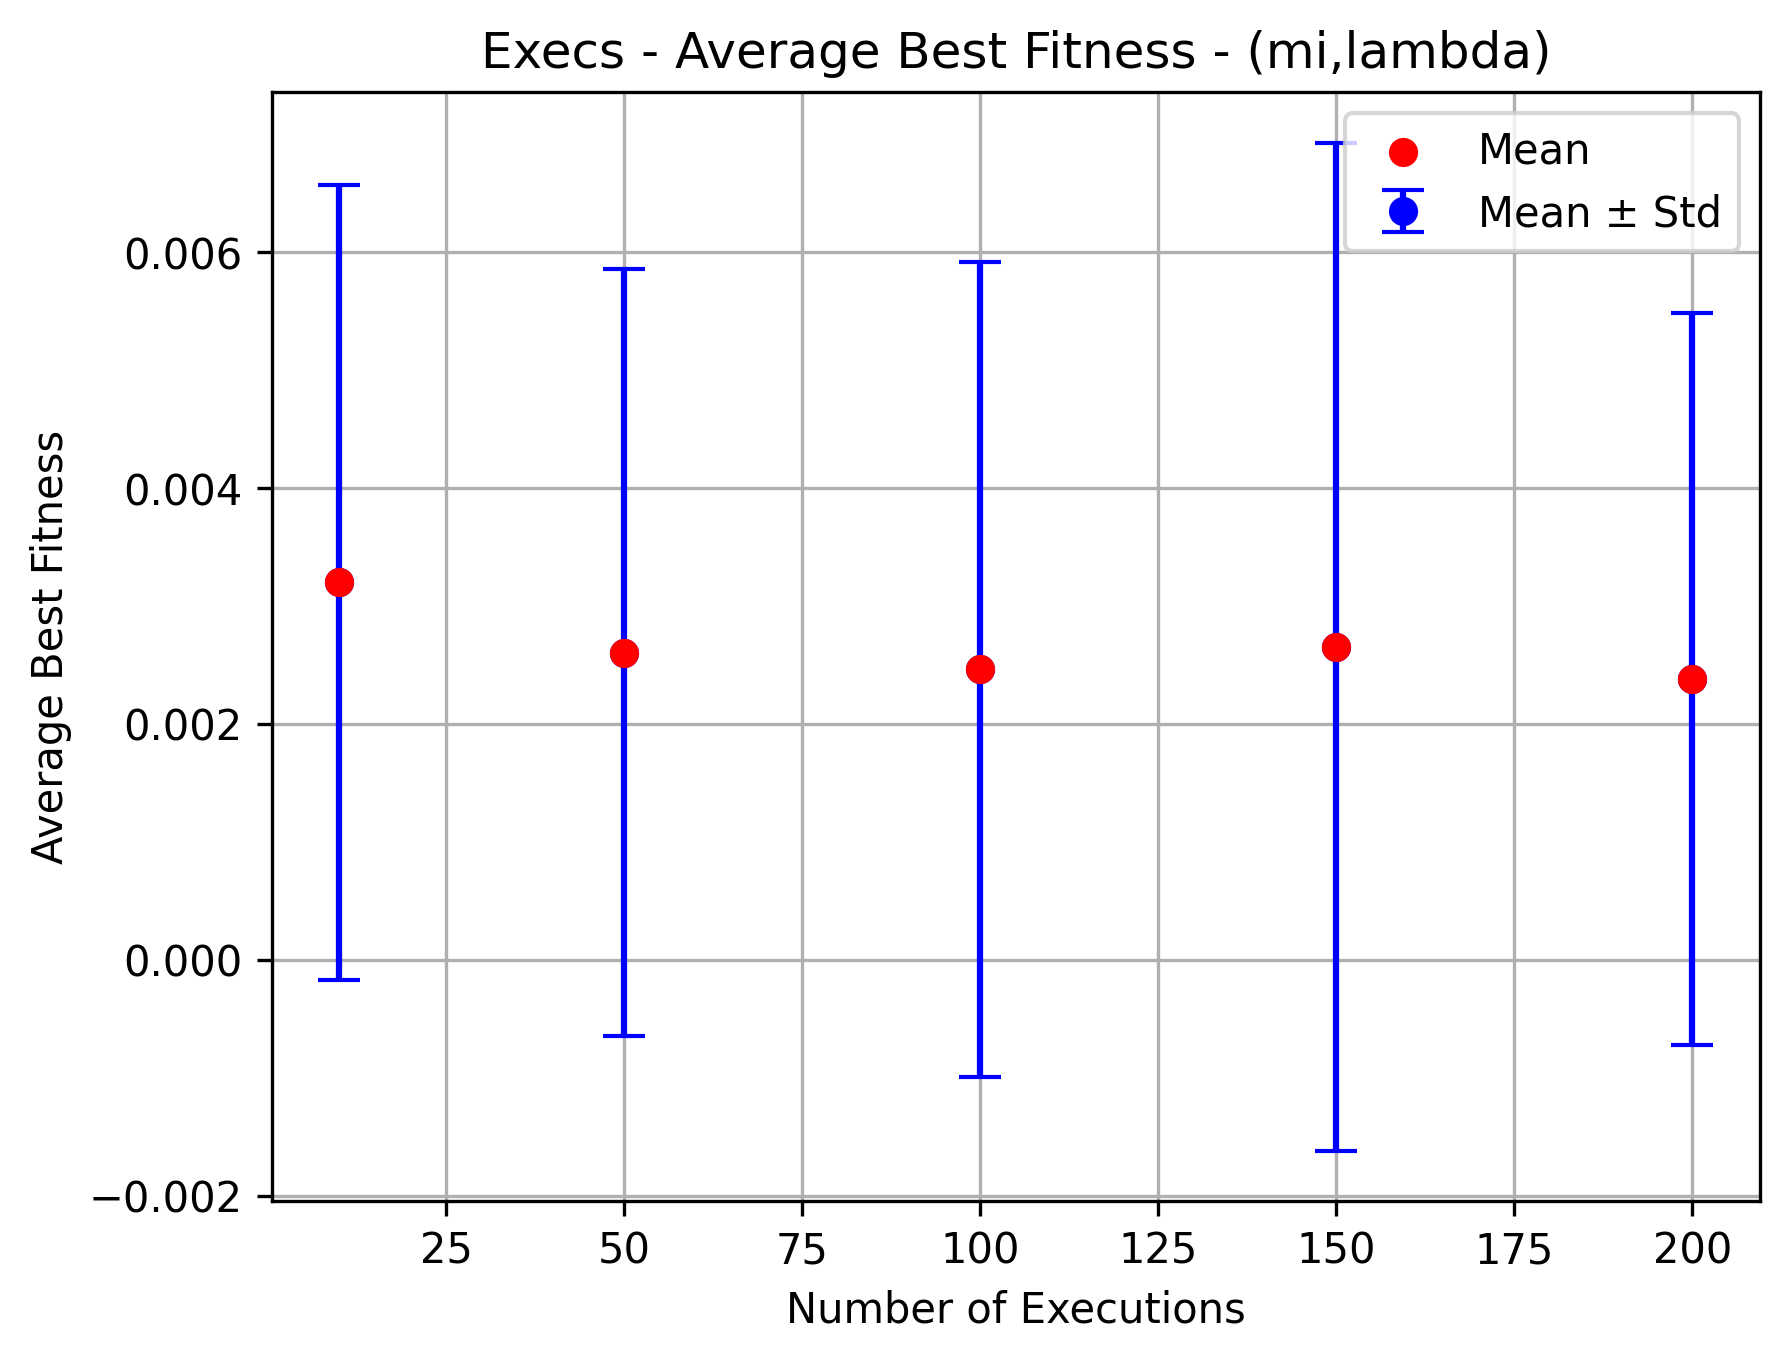 Execs - Average Best Fitness - (mi,lambda)
Mean
Mean ± Std
Average Best Fitness
0.006
0.004
0.002
0.000
−0.002
25 50 75 100 125 150 175 200
Number of Executions